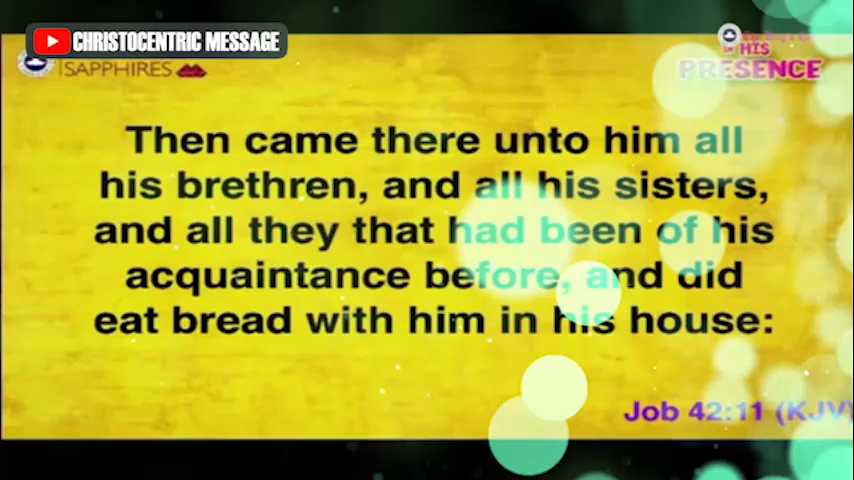 CHRISTOCENTRIC MESSAGE
SAPPHIRES
HIS
PRESENCE
Then came there unto him all
his brethren, and all his sisters,
and all they that had been of his
acquaintance before, and did
eat bread with him in his house:
Job 42:11 (KJV)